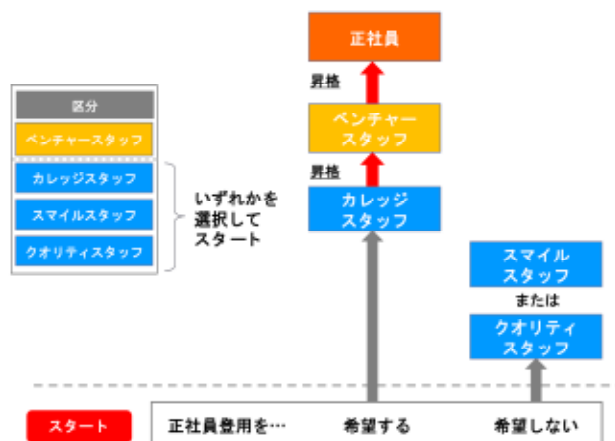 正社員
昇格
ベンチャー
スタッフ
昇格
カレッジ
スタッフ
区分
ベンチャースタッフ
カレッジスタッフ
スマイルスタッフ
クオリティスタッフ
いずれかを
選択して
スタート
スマイル
スタッフ
または
クオリティ
スタッフ
スタート
正社員登用を… 希望する 希望しない